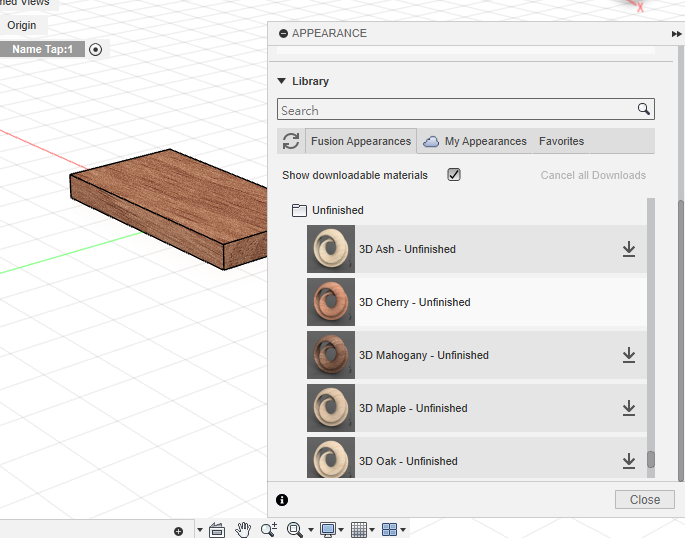 med Views
Origin
Name Tap:1
X
APPEARANCE
Library
Search
Fusion Appearances
My Appearances
Favorites
Show downloadable materials
Cancel all Downloads
Unfinished
3D Ash - Unfinished
3D Cherry - Unfinished
3D Mahogany - Unfinished
3D Maple - Unfinished
3D Oak - Unfinished
Close